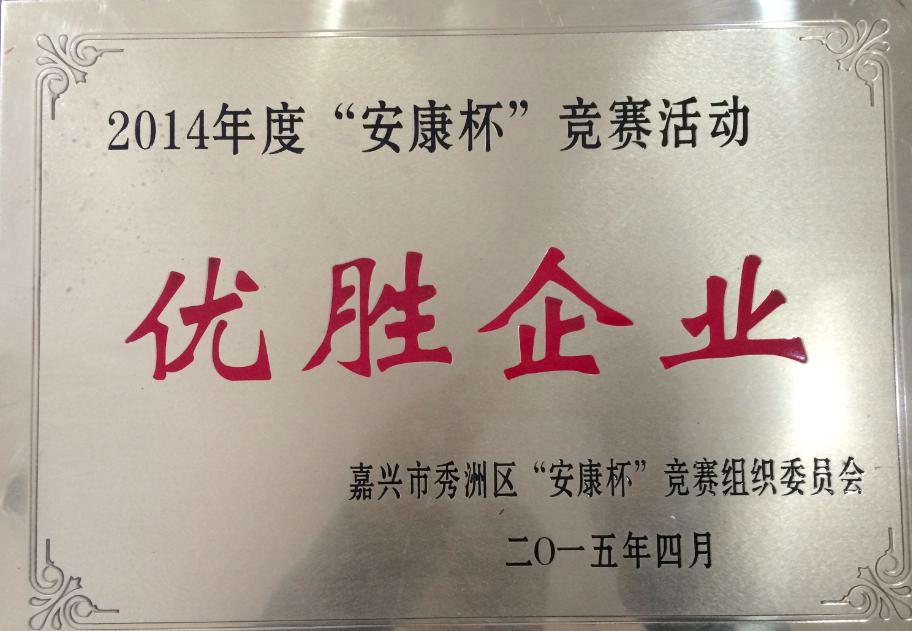 2014年度“安康杯”竞赛活动
优胜企业
嘉兴市秀洲区“安康杯”竞赛组织委员会
二〇一五年四月